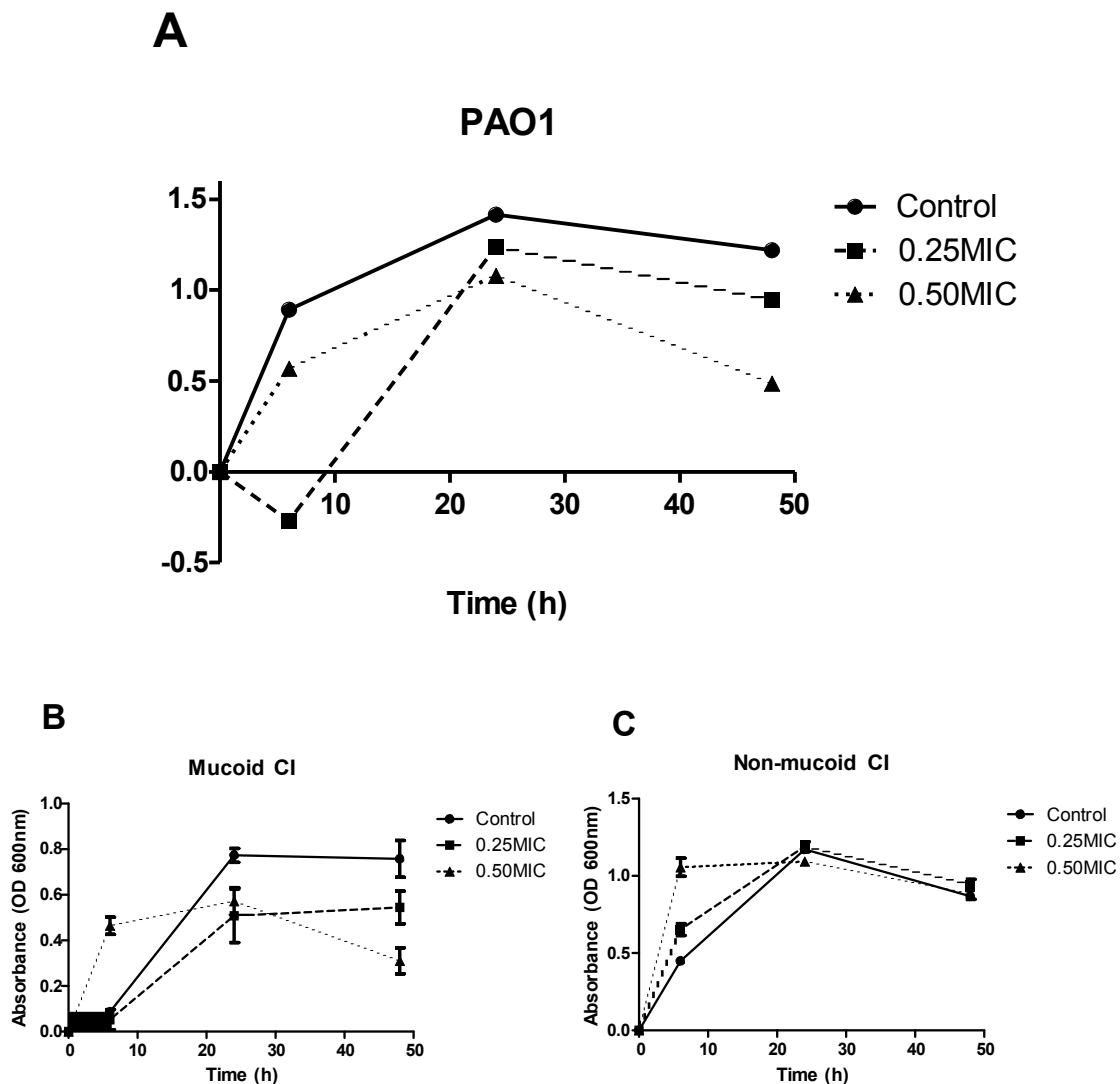 A
PAO1
1.5
1.0
0.5
0.0
-0.5
10 20 30 40 50
Time (h)
Control
0.25MIC
0.50MIC
B
Mucoid CI
Absorbance (OD 600nm)
1.0
0.8
0.6
0.4
0.2
0.0
0 10 20 30 40 50
Time (h)
Control
0.25MIC
0.50MIC
C
Non-mucoid CI
Absorbance (OD 600nm)
1.5
1.0
0.5
0.0
0 10 20 30 40 50
Time (h)
Control
0.25MIC
0.50MIC